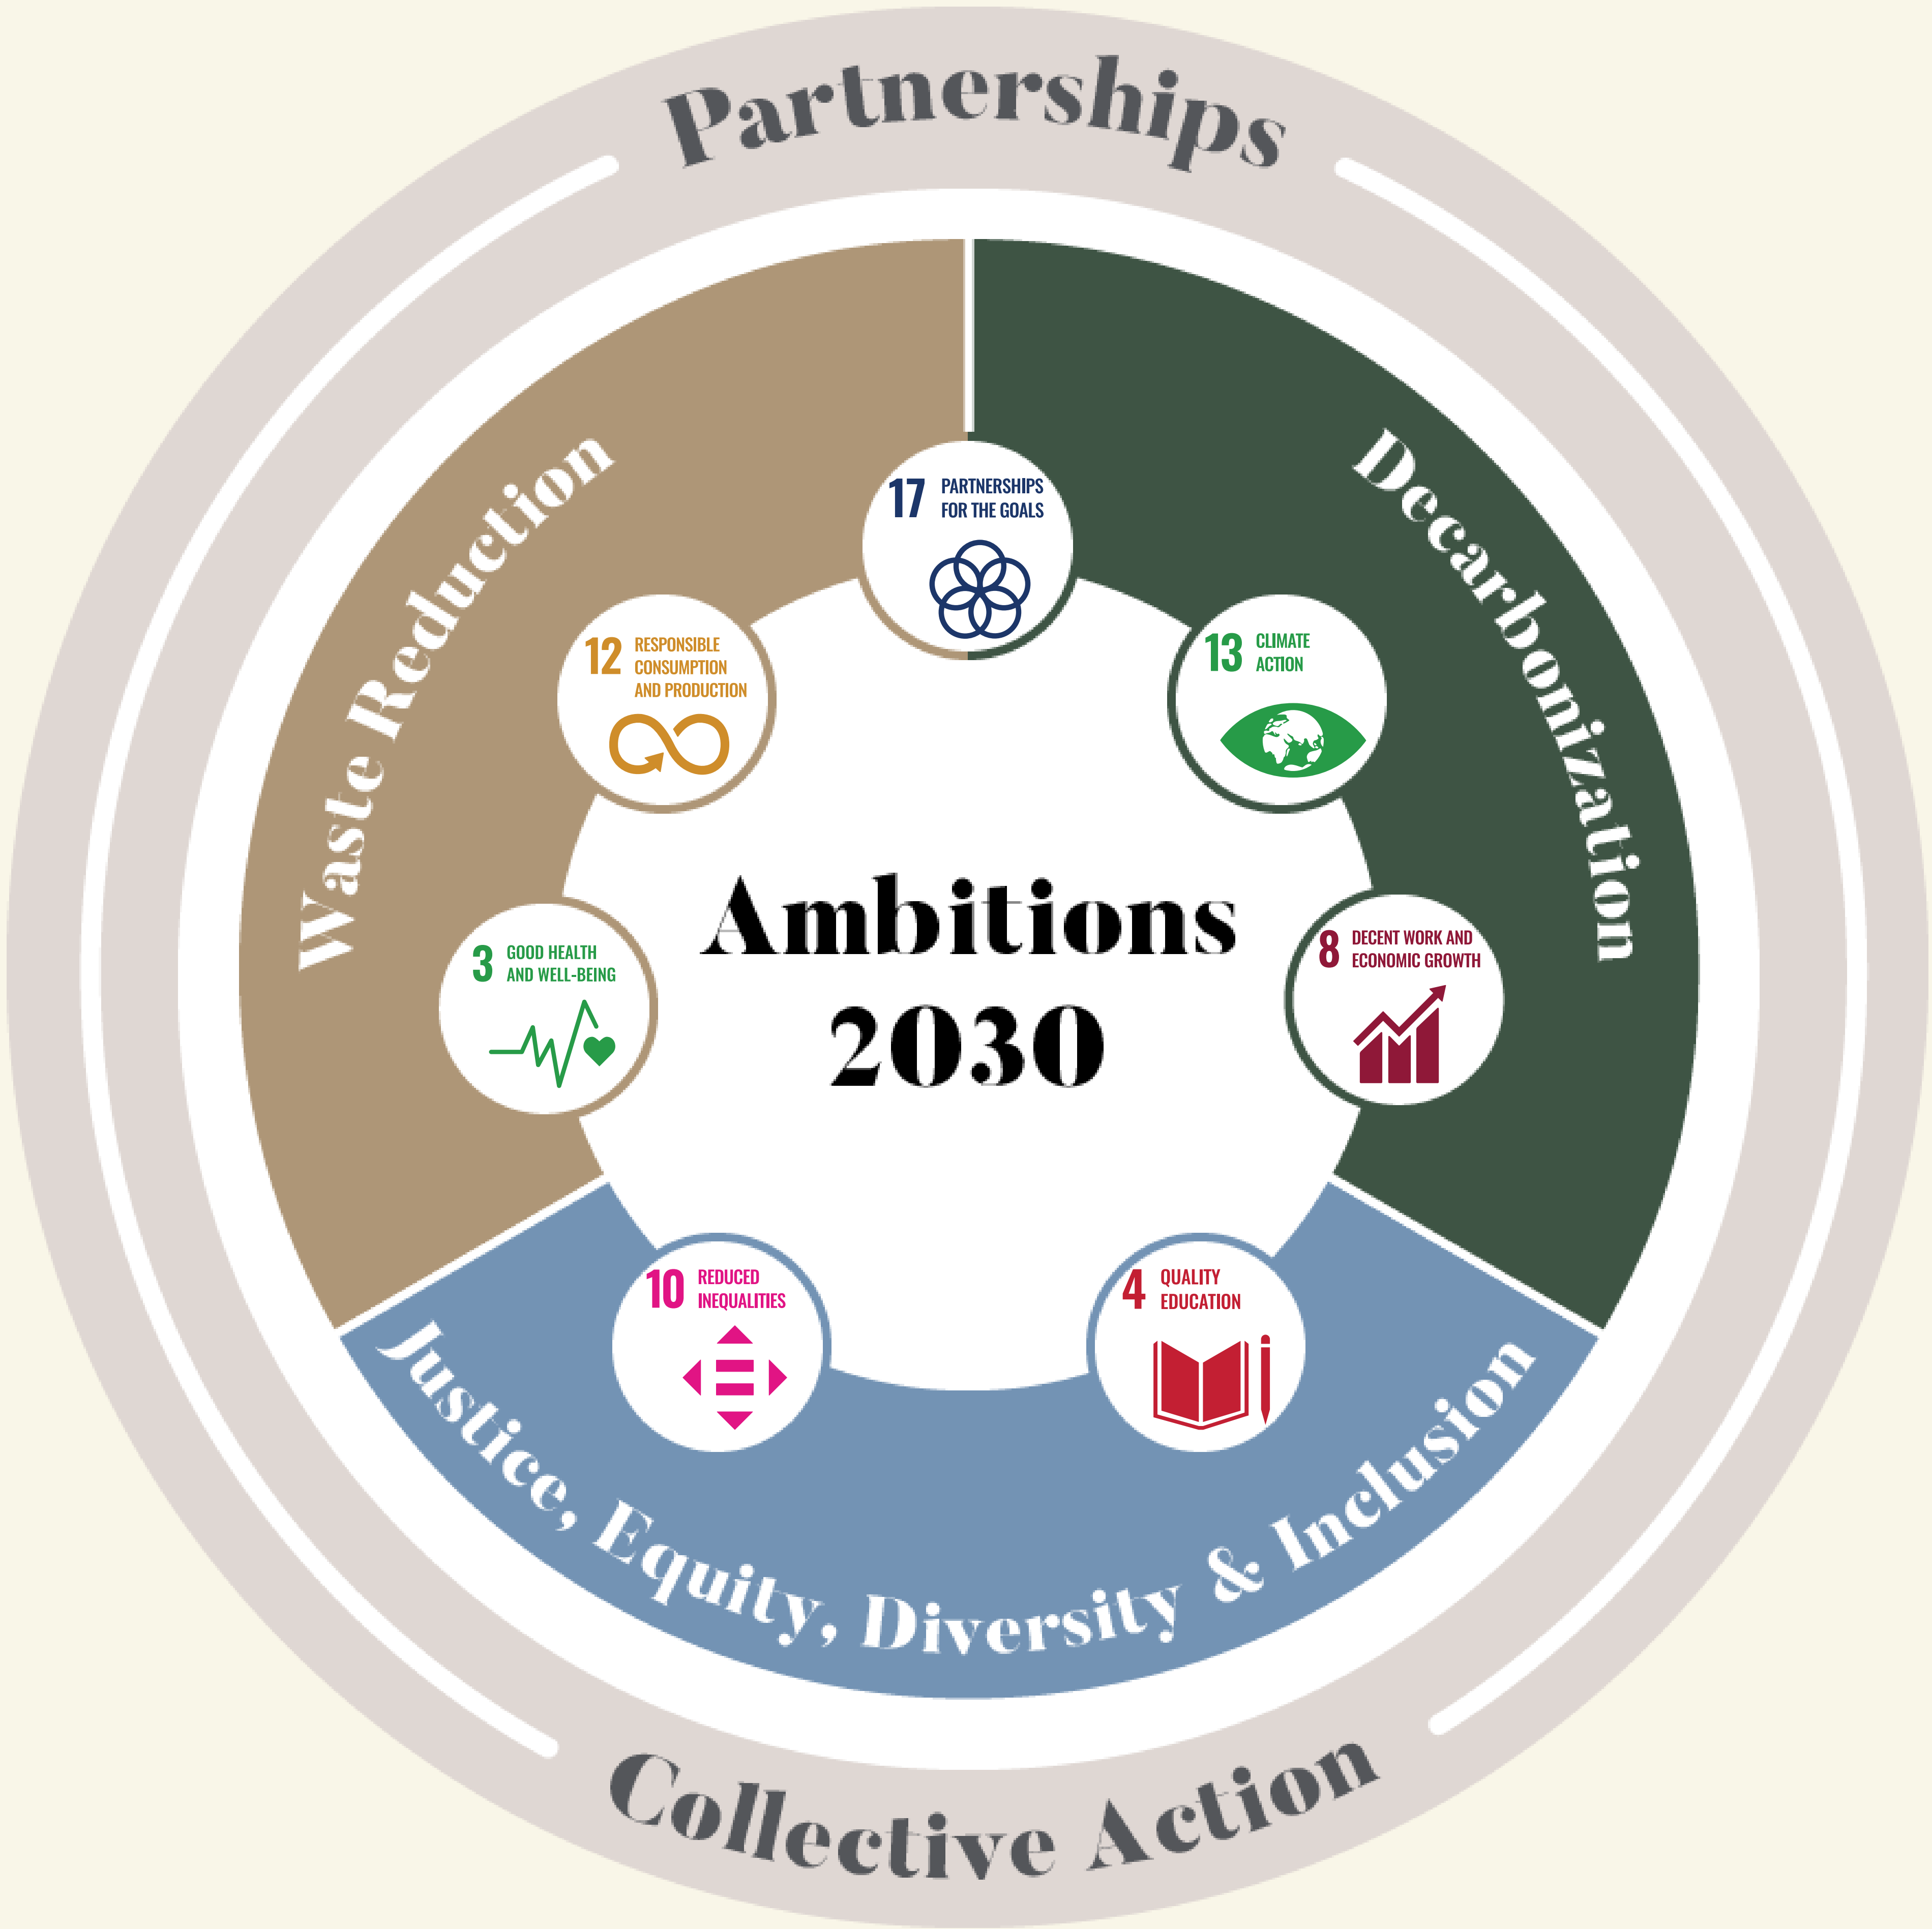 Partnerships
Waste Reduction
Decarbonization
17 PARTNERSHIPS
FOR THE GOALS
12 RESPONSIBLE
CONSUMPTION
AND PRODUCTION
13 CLIMATE
ACTION
Ambitions
2030
3 GOOD HEALTH
AND WELL-BEING
8 DECENT WORK AND
ECONOMIC GROWTH
10 REDUCED
INEQUALITIES
4 QUALITY
EDUCATION
Justice, Equity, Diversity & Inclusion
Collective Action